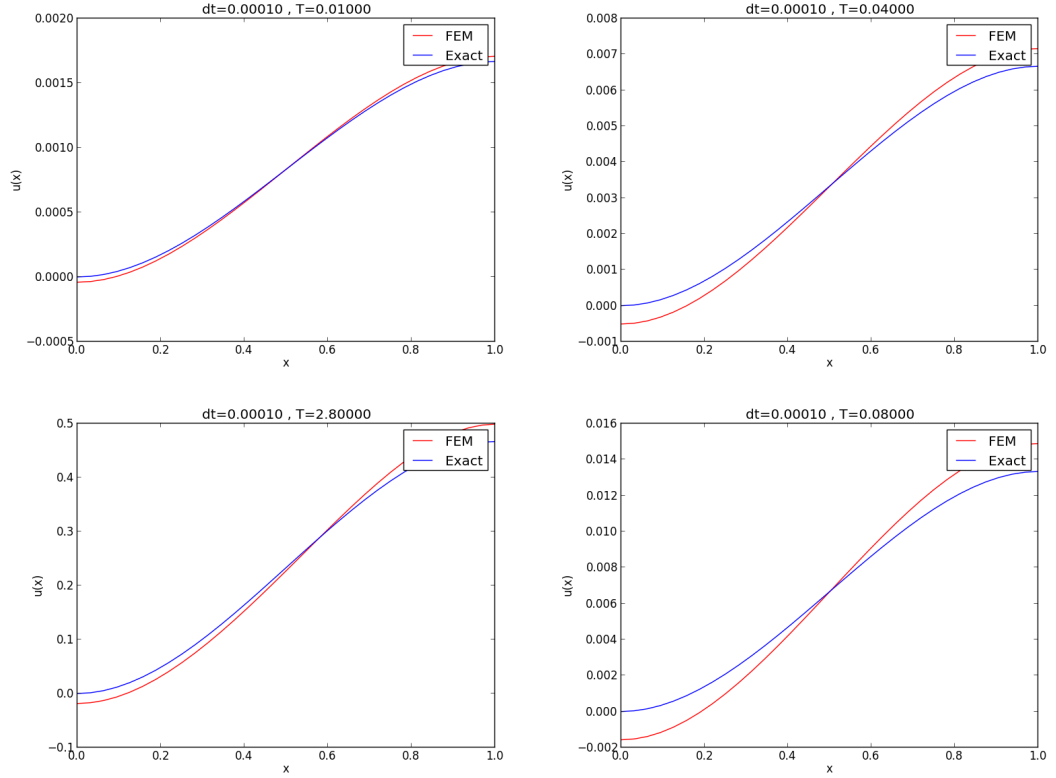 dt=0.00010 , T=0.01000
0.0020
0.0015
0.0010
0.0005
0.0000
−0.0005
u(x)
FEM
Exact
0.0 0.2 0.4 0.6 0.8 1.0
x
dt=0.00010 , T=0.04000
0.008
0.007
0.006
0.005
0.004
0.003
0.002
0.001
0.000
−0.001
u(x)
FEM
Exact
0.0 0.2 0.4 0.6 0.8 1.0
x
dt=0.00010 , T=2.80000
0.5
0.4
0.3
0.2
0.1
0.0
−0.1
u(x)
FEM
Exact
0.0 0.2 0.4 0.6 0.8 1.0
x
dt=0.00010 , T=0.08000
0.016
0.014
0.012
0.010
0.008
0.006
0.004
0.002
0.000
−0.002
u(x)
FEM
Exact
0.0 0.2 0.4 0.6 0.8 1.0
x